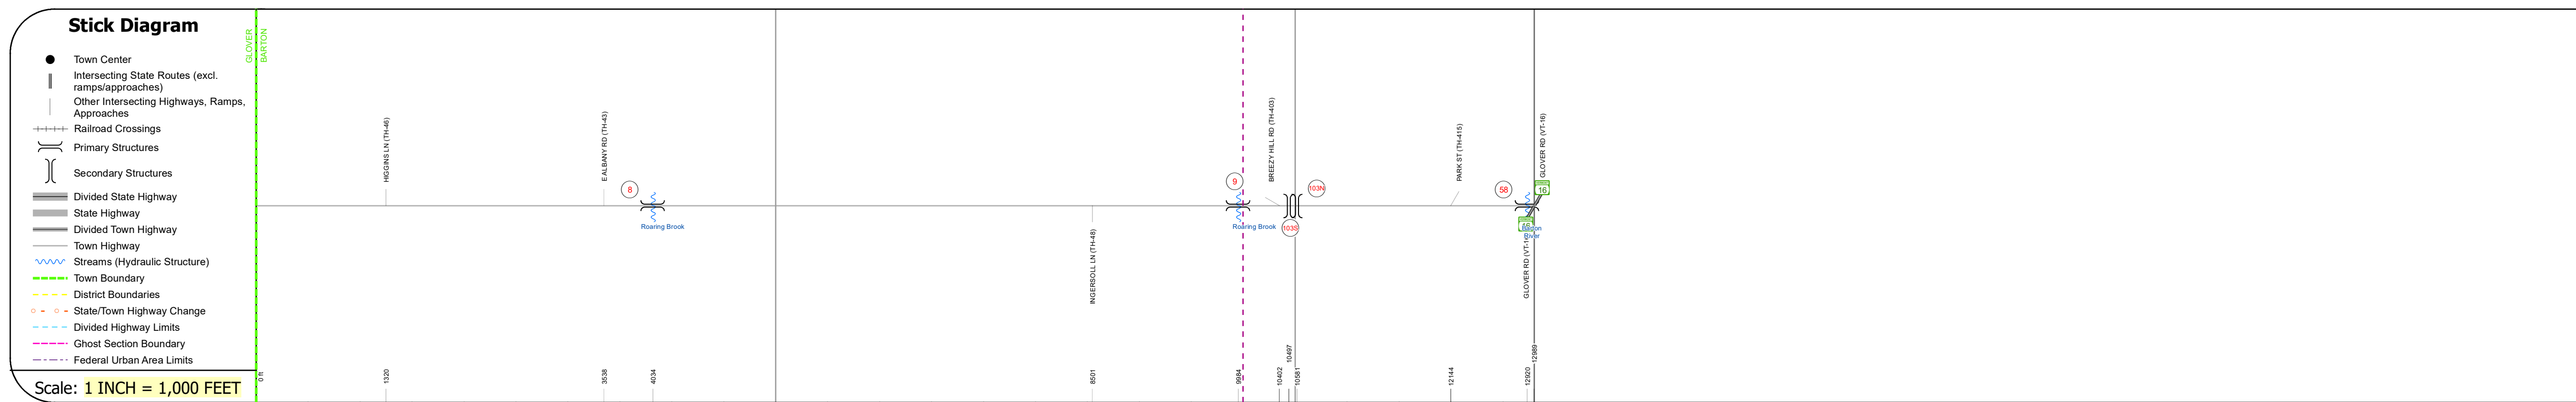 Stick Diagram
Town Center
Intersecting State Routes (excl.
ramps/approaches)
Other Intersecting Highways, Ramps,
Approaches
Railroad Crossings
Primary Structures
Secondary Structures
Divided State Highway
State Highway
Divided Town Highway
Town Highway
Streams (Hydraulic Structure)
Town Boundary
District Boundaries
State/Town Highway Change
Divided Highway Limits
Ghost Section Boundary
Federal Urban Area Limits
Scale: 1 INCH = 1,000 FEET
GLOVER
BARTON
HIGGINS LN (TH-46)
E ALBANY RD (TH-43)
8
Roaring Brook
INGERSOLL LN (TH-48)
9
Roaring Brook
BREEZY HILL RD (TH-403)
103N
103S
PARK ST (TH-415)
58
GLOVER RD (VT-16)
16
Barton
River
GLOVER RD (VT-16
0 ft
1320
3538
4034
8501
9984
10402
10497
10581
12144
12920
12989